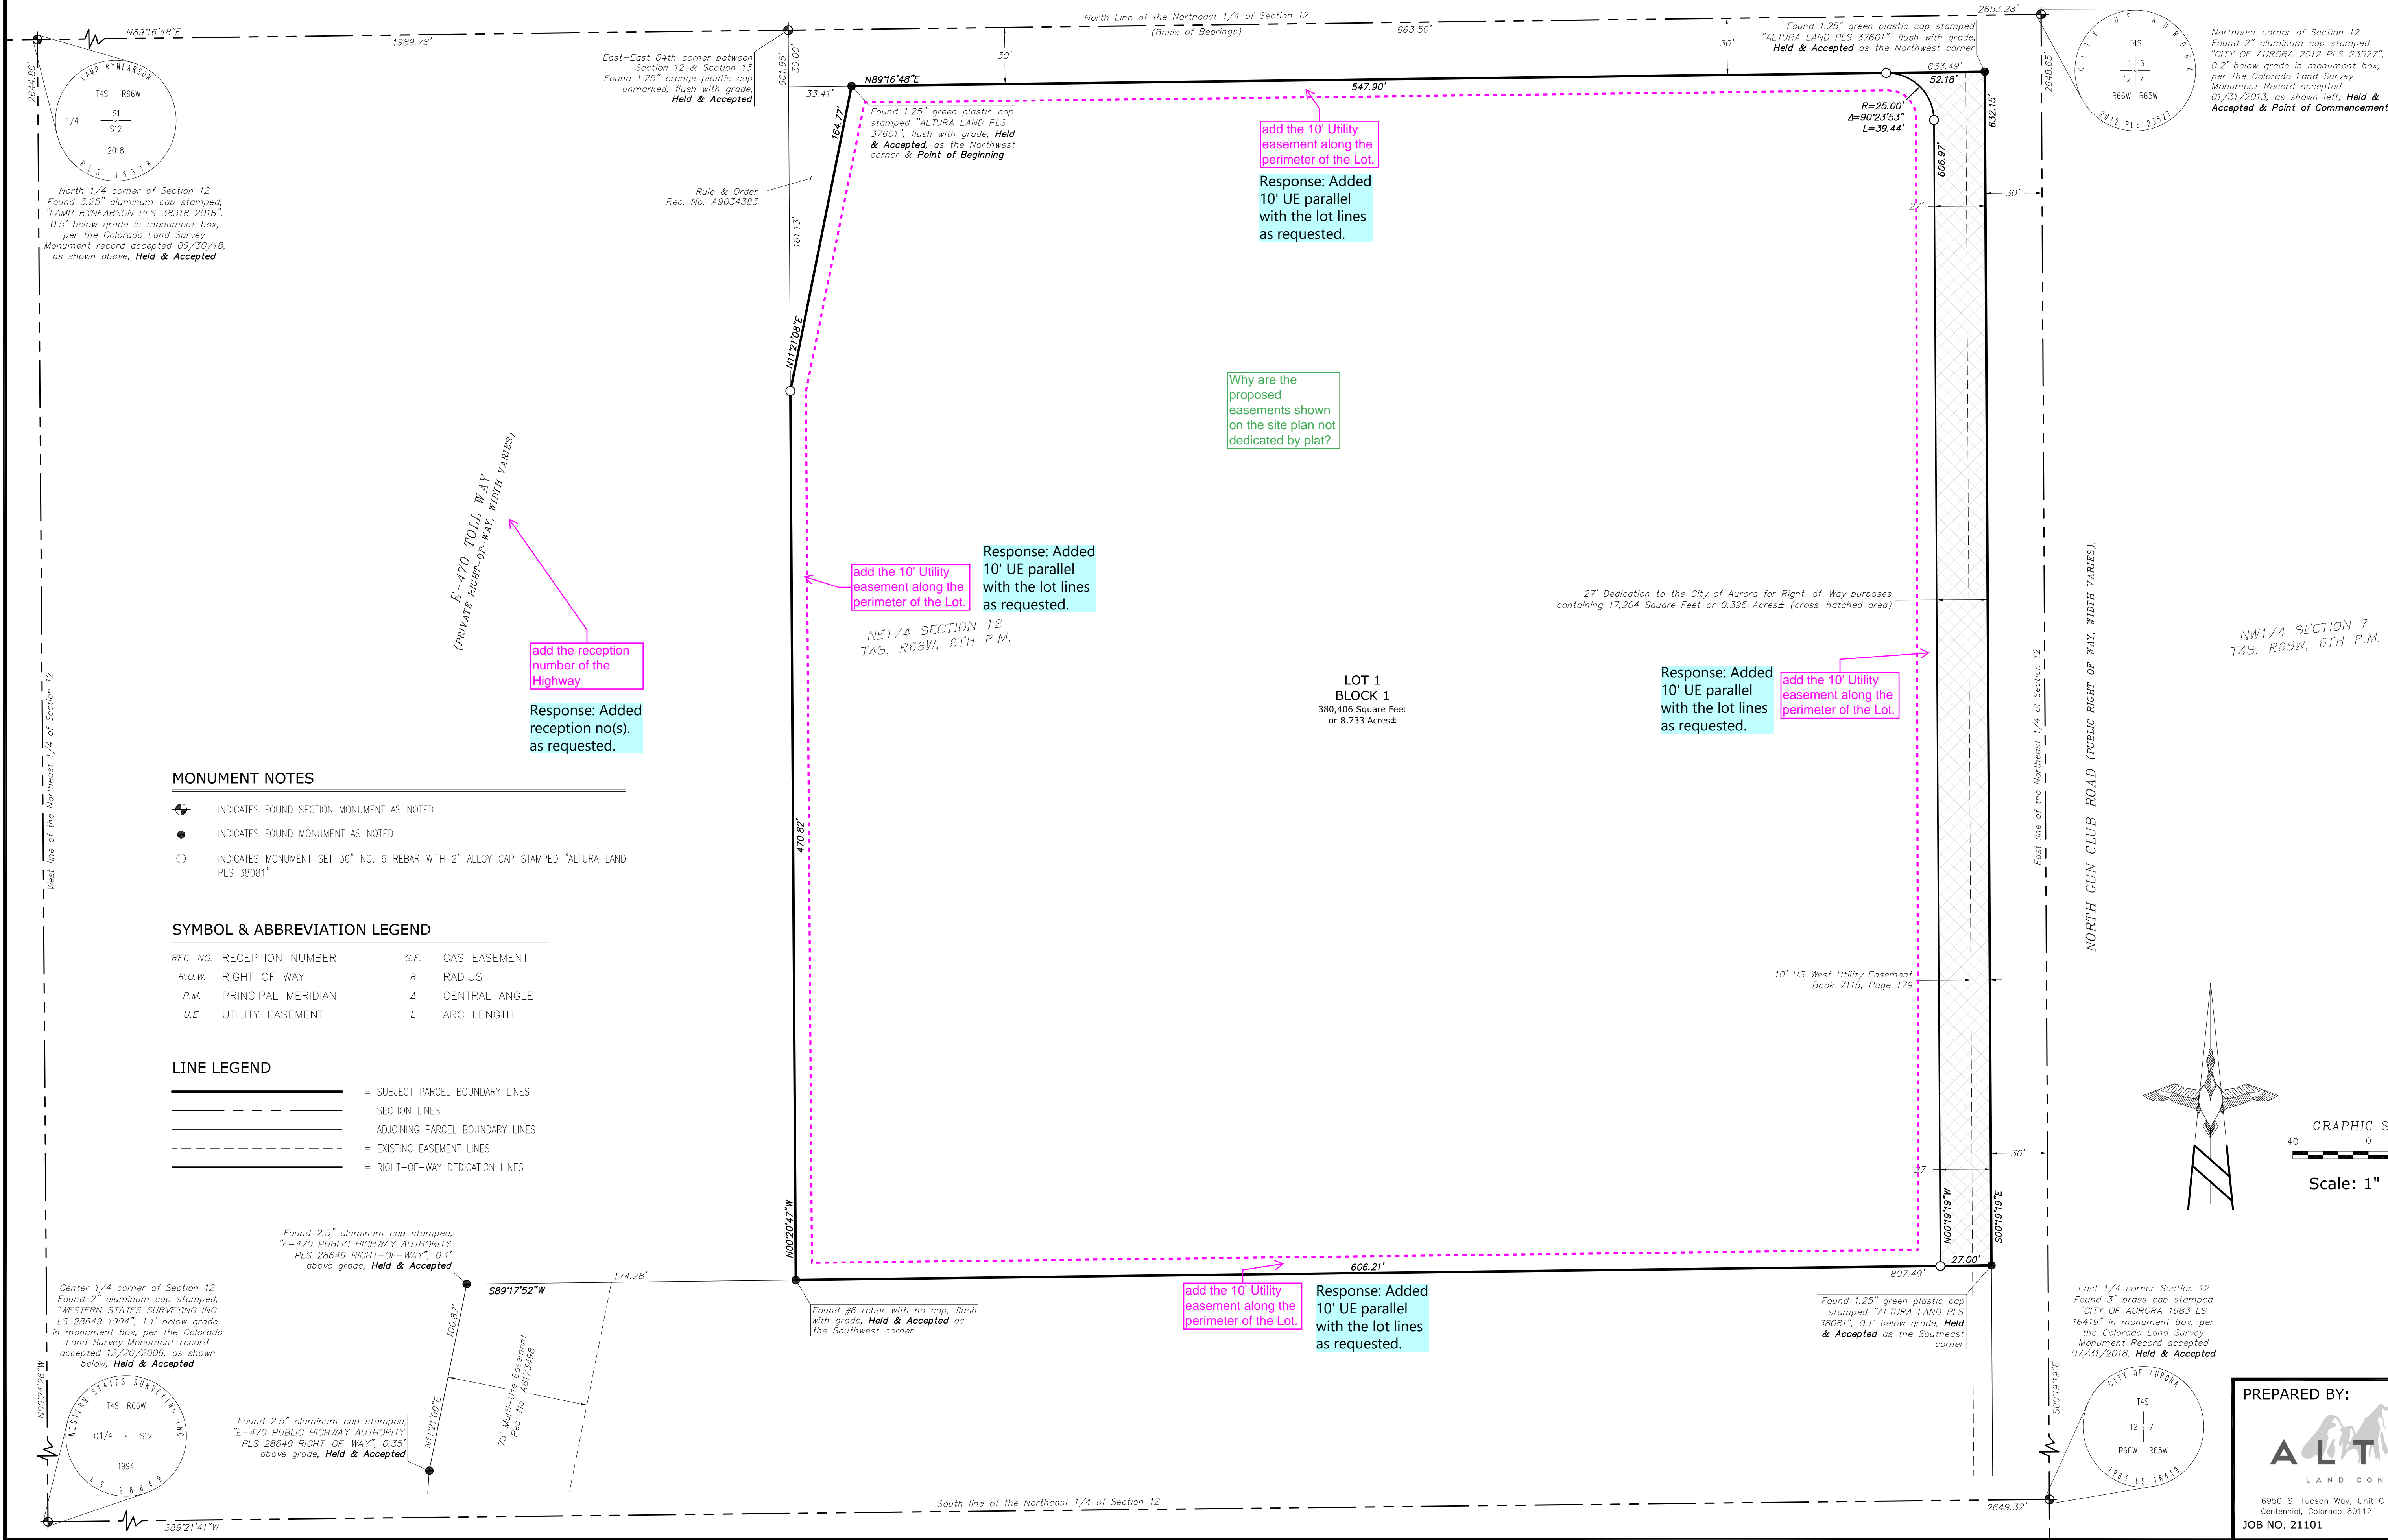 North Line of the Northeast 1/4 of Section 12
(Basis of Bearings)
663.50'
2653.28'
N89°16'48"E
1989.78'
30'
30'
2644.86'
661.95'
30.00'
33.41'
LAMP RYNEARSON
T4S R66W
1/4
S1
S12
2018
PLS 38318
North 1/4 corner of Section 12
Found 3.25" aluminum cap stamped,
"LAMP RYNEARSON PLS 38318 2018",
0.5' below grade in monument box,
per the Colorado Land Survey
Monument record accepted 09/30/18,
as shown above, Held & Accepted
East-East 64th corner between
Section 12 & Section 13
Found 1.25" orange plastic cap
unmarked, flush with grade,
Held & Accepted
N89°16'48"E
547.90'
Found 1.25" green plastic cap
stamped "ALTURA LAND PLS
37601", flush with grade, Held
& Accepted, as the Northwest
corner & Point of Beginning
Found 1.25" green plastic cap stamped
"ALTURA LAND PLS 37601", flush with grade,
Held & Accepted as the Northwest corner
633.49'
52.18'
R=25.00'
Δ=90°23'53"
L=39.44'
632.15'
606.97'
2648.65'
CITY OF AURORA
T4S
1 6
12 7
R66W R65W
2012 PLS 23527
Northeast corner of Section 12
Found 2" aluminum cap stamped
"CITY OF AURORA 2012 PLS 23527",
0.2' below grade in monument box,
per the Colorado Land Survey
Monument Record accepted
01/31/2013, as shown left, Held &
Accepted & Point of Commencement
add the 10' Utility
easement along the
perimeter of the Lot.
Response: Added
10' UE parallel
with the lot lines
as requested.
164.77'
161.13'
Rule & Order
Rec. No. A9034383
27'
30'
N11°21'08"E
Why are the
proposed
easements shown
on the site plan not
dedicated by plat?
E-470 TOLL WAY
(PRIVATE RIGHT-OF-WAY, WIDTH VARIES)
add the reception
number of the
Highway
Response: Added
reception no(s).
as requested.
add the 10' Utility
easement along the
perimeter of the Lot.
Response: Added
10' UE parallel
with the lot lines
as requested.
NE1/4 SECTION 12
T4S, R66W, 6TH P.M.
27' Dedication to the City of Aurora for Right-of-Way purposes
containing 17,204 Square Feet or 0.395 Acres± (cross-hatched area)
LOT 1
BLOCK 1
380,406 Square Feet
or 8.733 Acres±
Response: Added
10' UE parallel
with the lot lines
as requested.
add the 10' Utility
easement along the
perimeter of the Lot.
NW1/4 SECTION 7
T4S, R65W, 6TH P.M.
NORTH GUN CLUB ROAD (PUBLIC RIGHT-OF-WAY, WIDTH VARIES).
East line of the Northeast 1/4 of Section 12
West line of the Northeast 1/4 of Section 12
470.82'
MONUMENT NOTES
INDICATES FOUND SECTION MONUMENT AS NOTED
INDICATES FOUND MONUMENT AS NOTED
INDICATES MONUMENT SET 30" NO. 6 REBAR WITH 2" ALLOY CAP STAMPED "ALTURA LAND
PLS 38081"
SYMBOL & ABBREVIATION LEGEND
REC. NO. RECEPTION NUMBER G.E. GAS EASEMENT
R.O.W. RIGHT OF WAY R RADIUS
P.M. PRINCIPAL MERIDIAN Δ CENTRAL ANGLE
U.E. UTILITY EASEMENT L ARC LENGTH
LINE LEGEND
= SUBJECT PARCEL BOUNDARY LINES
= SECTION LINES
= ADJOINING PARCEL BOUNDARY LINES
= EXISTING EASEMENT LINES
= RIGHT-OF-WAY DEDICATION LINES
10' US West Utility Easement
Book 7115, Page 179
GRAPHIC S
40 0
Scale: 1"
27'
30'
N00°20'47"W
N00°19'19"W
S00°19'19"E
27.00'
606.21'
807.49'
Found 2.5" aluminum cap stamped,
"E-470 PUBLIC HIGHWAY AUTHORITY
PLS 28649 RIGHT-OF-WAY", 0.1'
above grade, Held & Accepted
174.28'
S89°17'52"W
100.87'
N11°21'09"E
75' Multi-Use Easement
Rec. No. A8173498
Found #6 rebar with no cap, flush
with grade, Held & Accepted as
the Southwest corner
add the 10' Utility
easement along the
perimeter of the Lot.
Response: Added
10' UE parallel
with the lot lines
as requested.
Found 1.25" green plastic cap
stamped "ALTURA LAND PLS
38081", 0.1' below grade, Held
& Accepted as the Southeast
corner
East 1/4 corner Section 12
Found 3" brass cap stamped
"CITY OF AURORA 1983 LS
16419" in monument box, per
the Colorado Land Survey
Monument Record accepted
07/31/2018, Held & Accepted
CITY OF AURORA
T4S
12 7
R66W R65W
1983 LS 16419
S00°19'19"E
Center 1/4 corner of Section 12
Found 2" aluminum cap stamped,
"WESTERN STATES SURVEYING INC
LS 28649 1994", 1.1' below grade
in monument box, per the Colorado
Land Survey Monument record
accepted 12/20/2006, as shown
below, Held & Accepted
N00°24'26"W
WESTERN STATES SURVEYING INC
T4S R66W
C1/4 S12
1994
LS 28649
Found 2.5" aluminum cap stamped,
"E-470 PUBLIC HIGHWAY AUTHORITY
PLS 28649 RIGHT-OF-WAY", 0.35'
above grade, Held & Accepted
S89°21'41"W
South line of the Northeast 1/4 of Section 12
2649.32'
PREPARED BY:
ALT
LAND CON
6950 S. Tucson Way, Unit C
Centennial, Colorado 80112
JOB NO. 21101